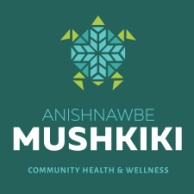 ANISHNAWBE
MUSHKIKI
COMMUNITY HEALTH & WELLNESS